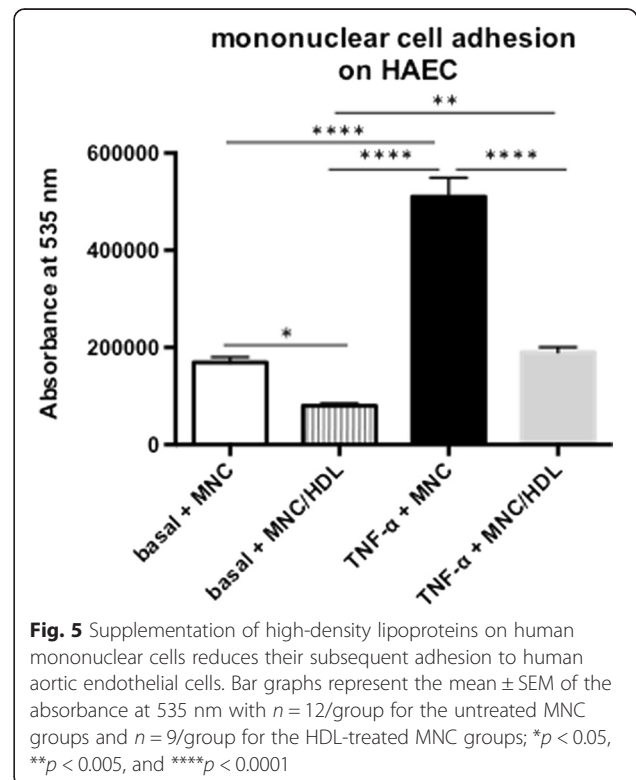 mononuclear cell adhesion
on HAEC
**
****
**** ****
600000
400000
200000
0
*
Absorbance at 535 nm
basal + MNC
basal + MNC/HDL
TNF-α + MNC
TNF-α + MNC/HDL
Fig. 5 Supplementation of high-density lipoproteins on human
mononuclear cells reduces their subsequent adhesion to human
aortic endothelial cells. Bar graphs represent the mean ± SEM of the
absorbance at 535 nm with n = 12/group for the untreated MNC
groups and n = 9/group for the HDL-treated MNC groups; *p < 0.05,
**p < 0.005, and ****p < 0.0001